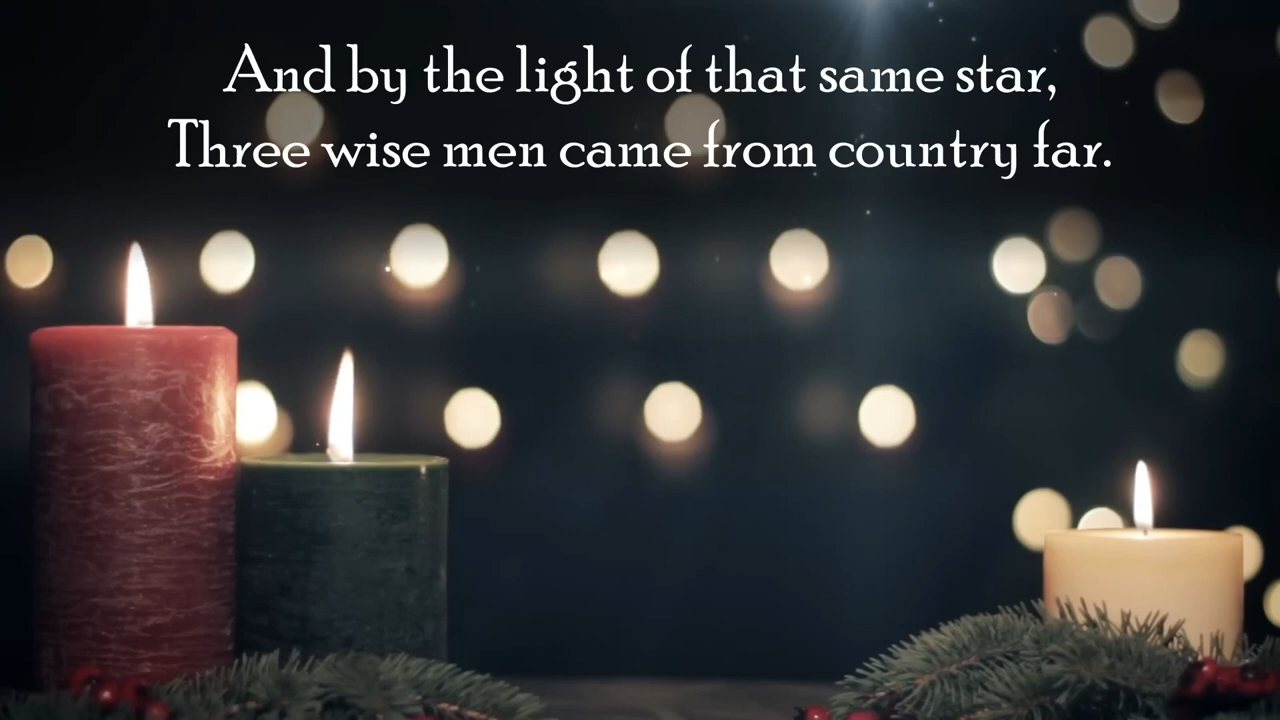 And by the light of that same star,
Three wise men came from country far.